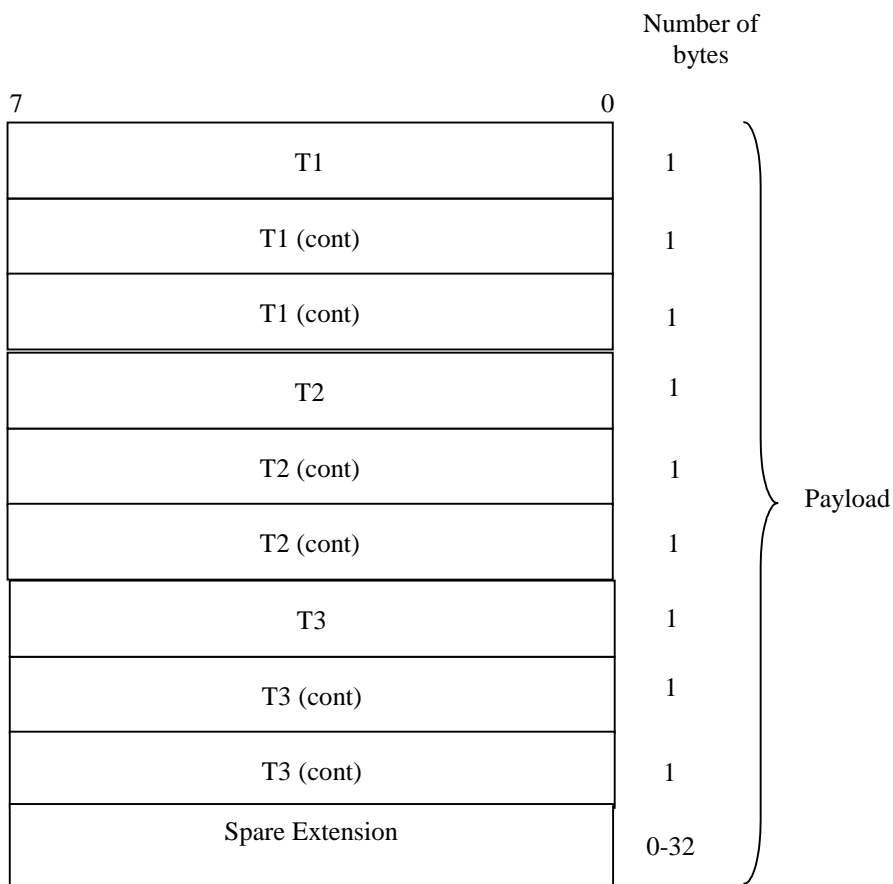 Number of
bytes
7 0
T1 1
T1 (cont) 1
T1 (cont) 1
T2 1
T2 (cont) 1
T2 (cont) 1
Payload
T3 1
T3 (cont) 1
T3 (cont) 1
Spare Extension 0-32